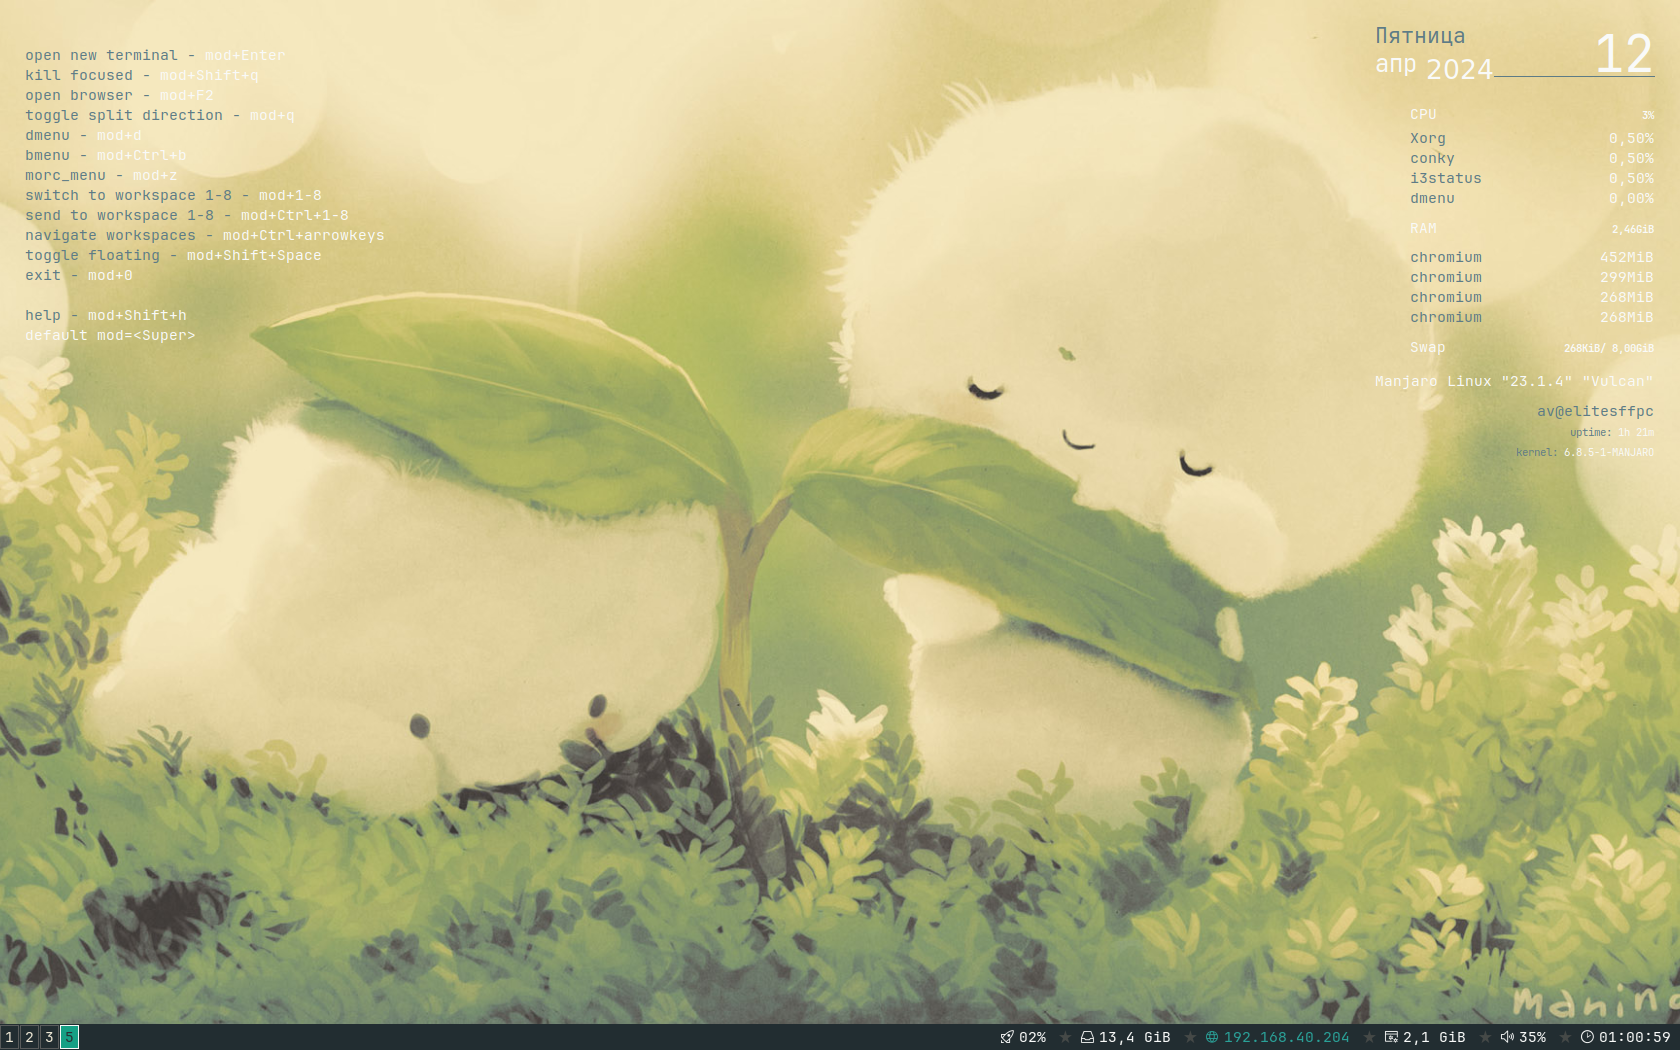 open new terminal - mod+Enter
kill focused - mod+Shift+q
open browser - mod+F2
toggle split direction - mod+q
dmenu - mod+d
bmenu - mod+Ctrl+b
morc_menu - mod+z
switch to workspace 1-8 - mod+1-8
send to workspace 1-8 - mod+Ctrl+1-8
navigate workspaces - mod+Ctrl+arrowkeys
toggle floating - mod+Shift+Space
exit - mod+0
help - mod+Shift+h
default mod=<Super>
Пятница
апр 2024 12
CPU 3%
Xorg 0,50%
conky 0,50%
i3status 0,50%
dmenu 0,00%
RAM 2,46GiB
chromium 452MiB
chromium 299MiB
chromium 268MiB
chromium 268MiB
Swap 268KiB/ 8,00GiB
Manjaro Linux "23.1.4" "Vulcan"
av@elitesffpc
uptime: 1h 21m
kernel: 6.8.5-1-MANJARO
1 2 3 5 02% ★ 13,4 GiB ★ 192.168.40.204 ★ 2,1 GiB ★ 35% ★ 01:00:59